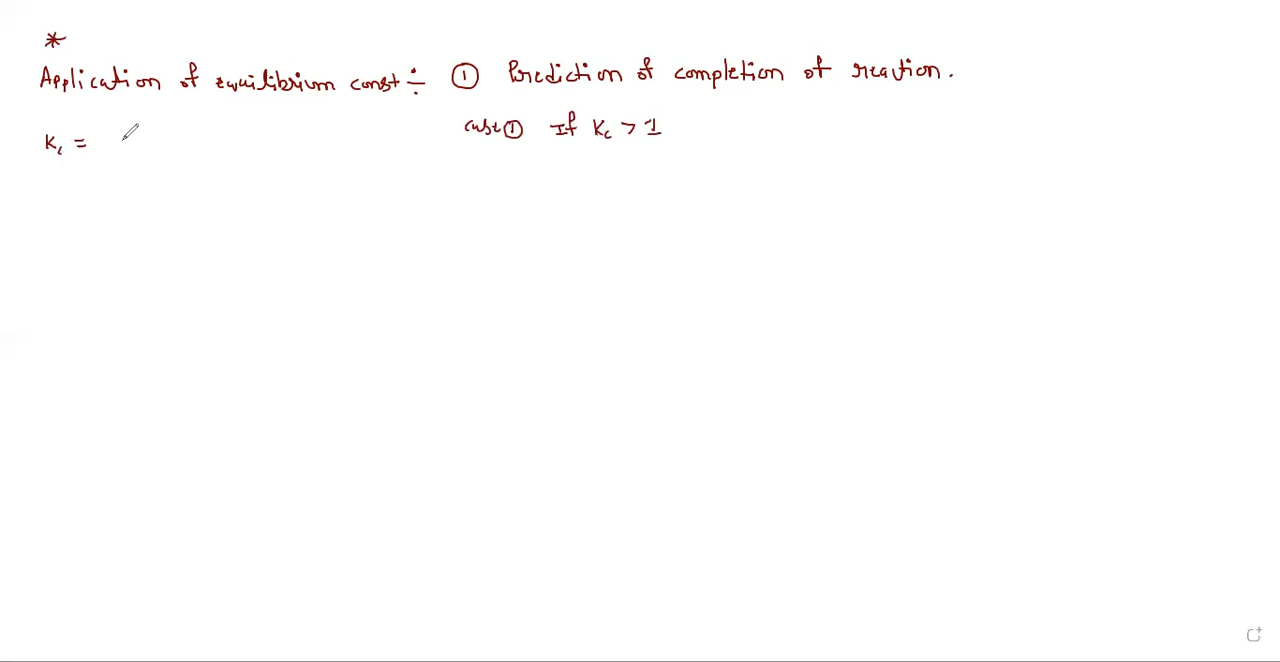 *
Application of equilibrium const ÷ ① Prediction of completion of reaction.
Kc =
case ① If Kc > 1